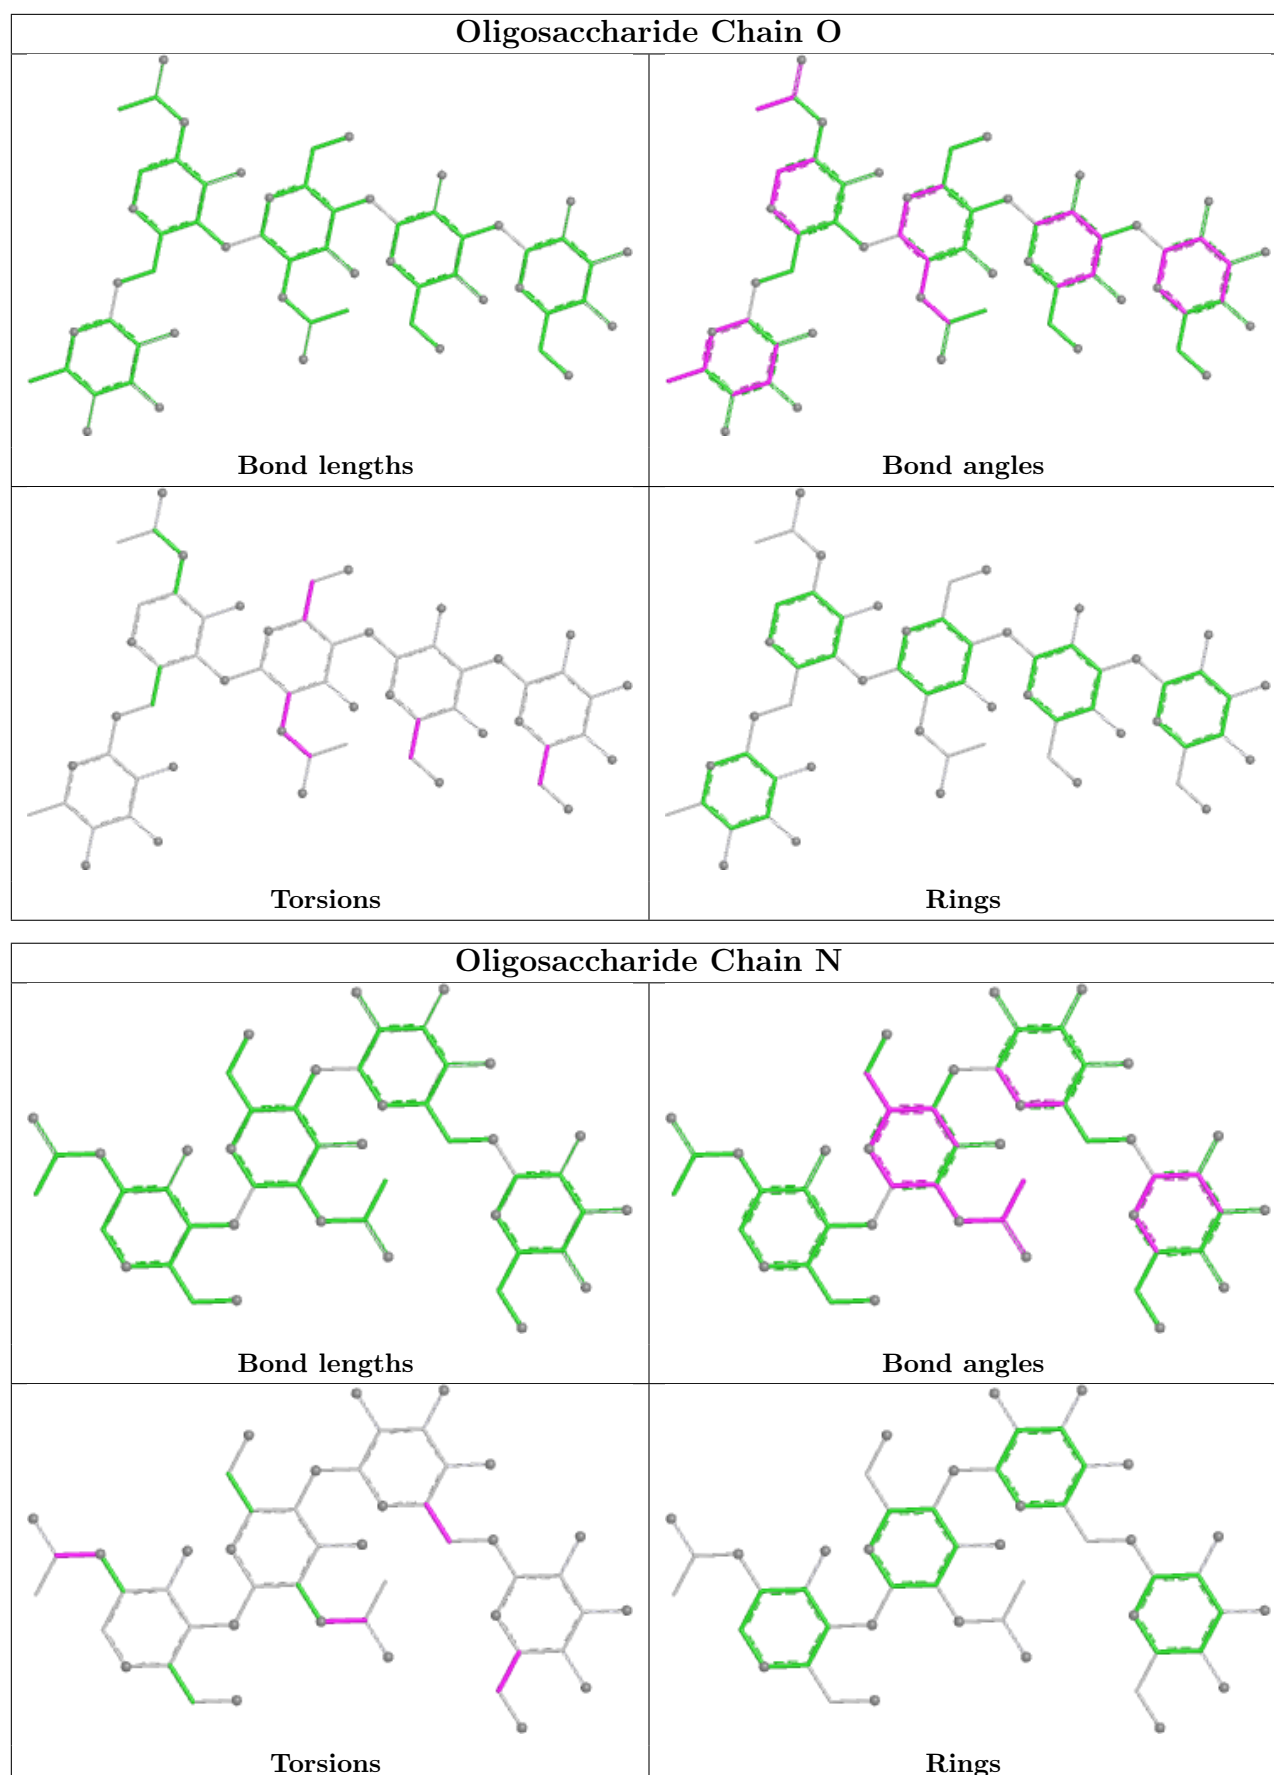 Oligosaccharide Chain O
Bond lengths
Bond angles
Torsions
Rings
Oligosaccharide Chain N
Bond lengths
Bond angles
Torsions
Rings